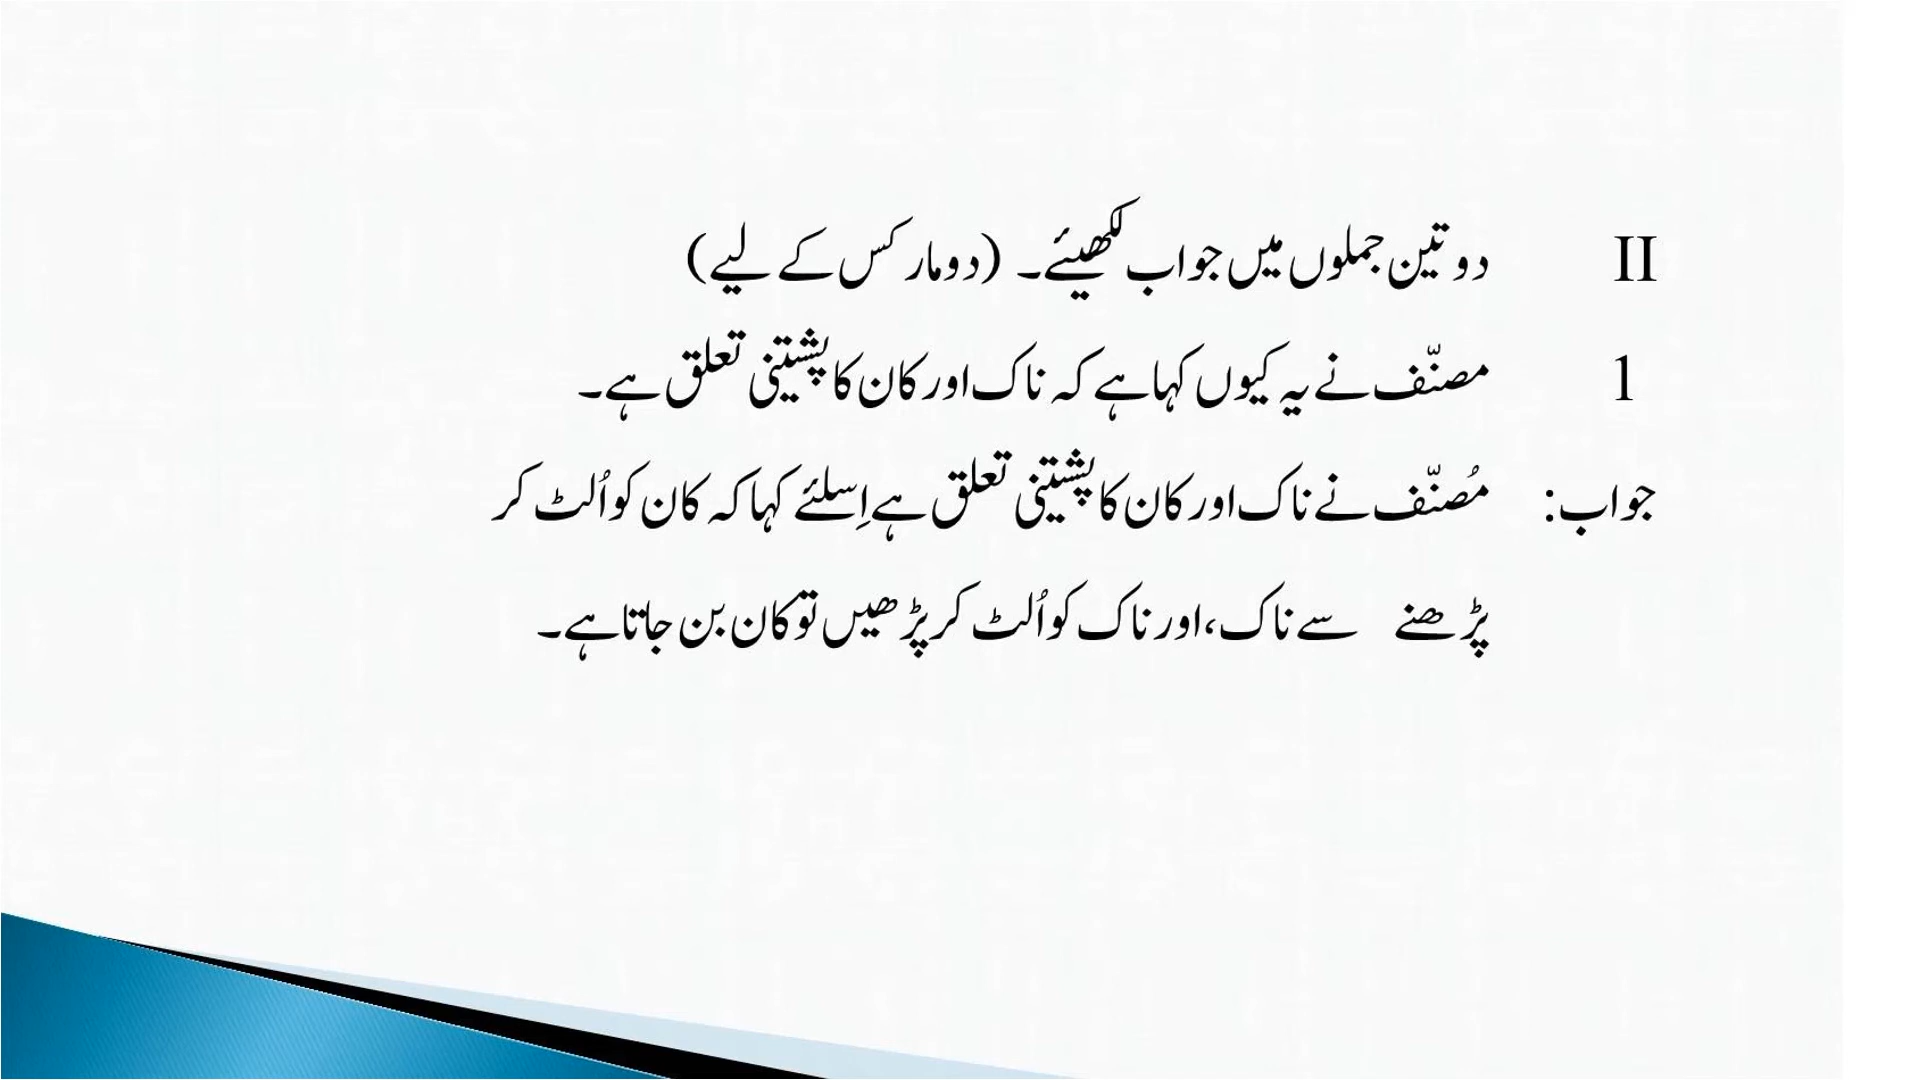 II دو تین جملوں میں جواب لکھیئے۔ (دو مارکس کے لیے)
1 مصنّف نے یہ کیوں کہا ہے کہ ناک اور کان کا پشتینی تعلق ہے۔
جواب: مُصنّف نے ناک اور کان کا پشتینی تعلق ہے اِسلئے کہا کہ کان کو اُلٹ کر
پڑھنے سے ناک، اور ناک کو اُلٹ کر پڑھیں تو کان بن جاتا ہے۔